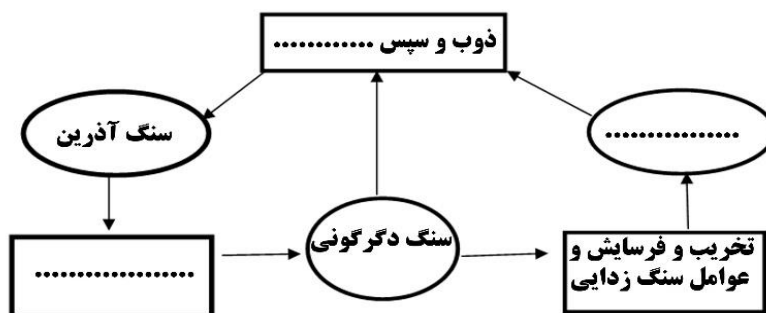 ذوب و سپس ............
سنگ آذرین
................
سنگ دگرگونی
...................
تخریب و فرسایش و
عوامل سنگ زدایی